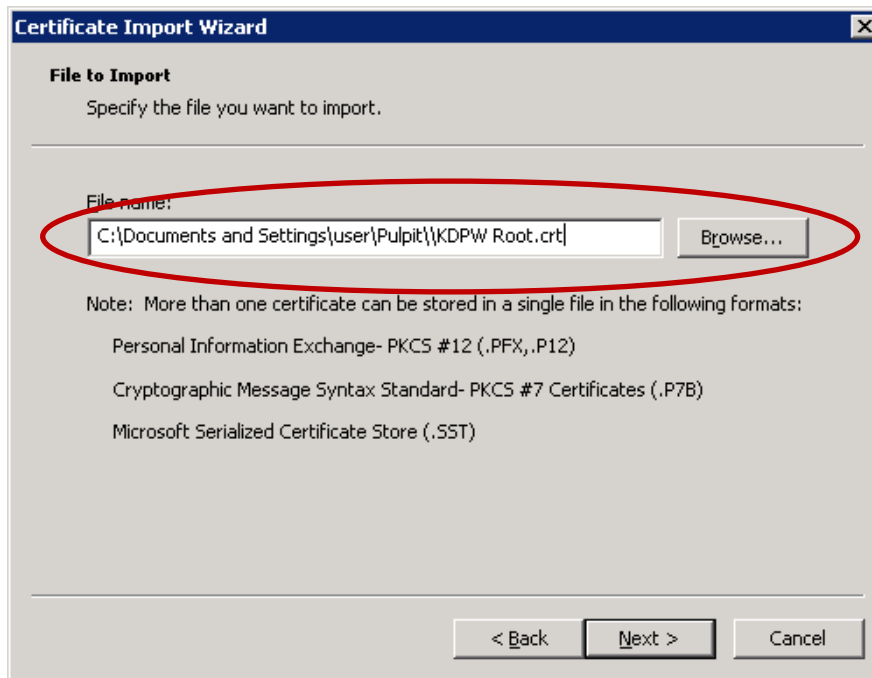 Certificate Import Wizard
File to Import
Specify the file you want to import.
File name:
C:\Documents and Settings\user\Pulpit\\KDPW Root.crt
Browse...
Note: More than one certificate can be stored in a single file in the following formats:
Personal Information Exchange- PKCS #12 (.PFX,.P12)
Cryptographic Message Syntax Standard- PKCS #7 Certificates (.P7B)
Microsoft Serialized Certificate Store (.SST)
< Back
Next >
Cancel